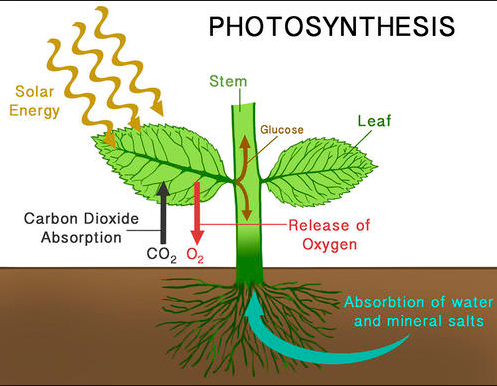 PHOTOSYNTHESIS
Solar
Energy
Stem
Glucose
Leaf
Carbon Dioxide
Absorption
CO₂
O₂
Release of
Oxygen
Absorbtion of water
and mineral salts